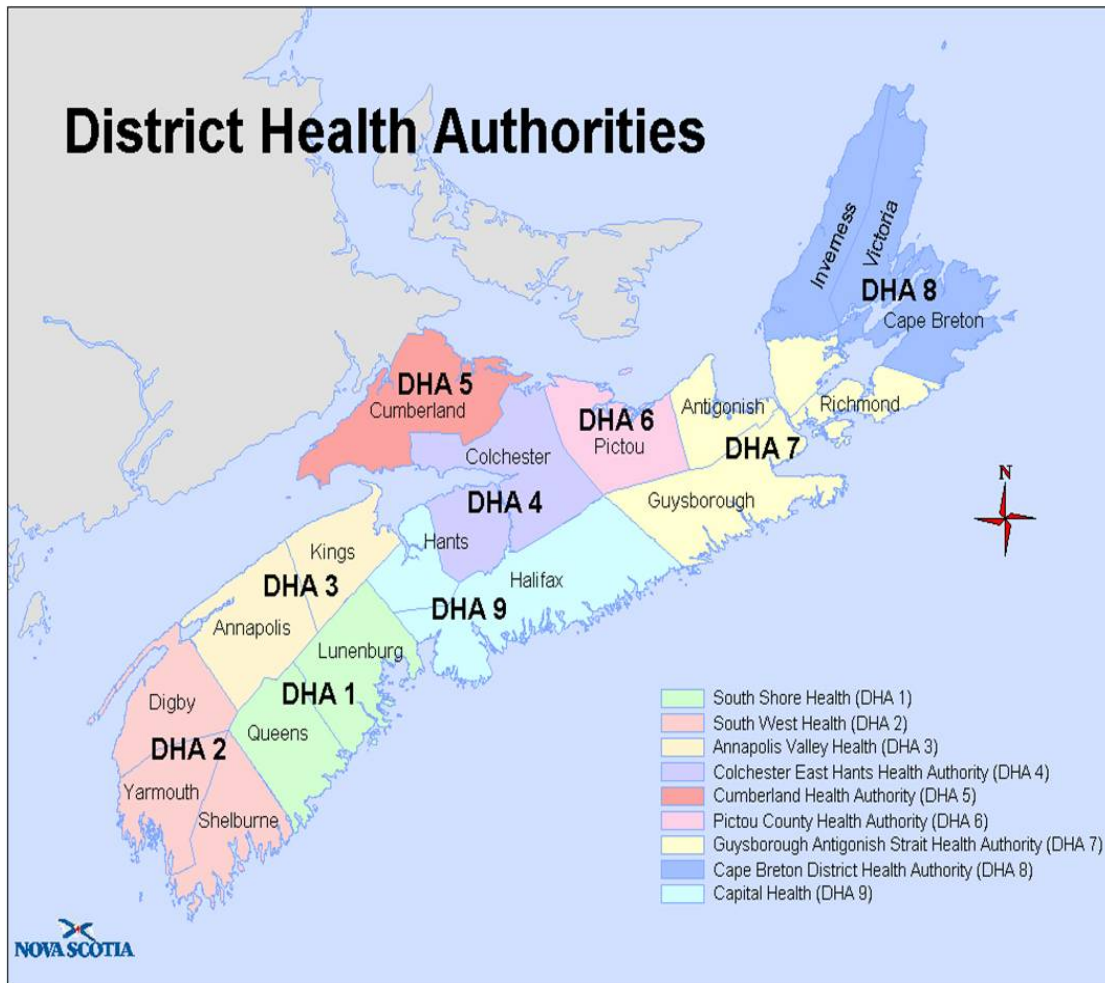 District Health Authorities
Inverness
Victoria
DHA 8
Cape Breton
DHA 5
Cumberland
DHA 6
Pictou
Antigonish
Richmond
DHA 7
Colchester
DHA 4
Guysborough
N
Hants
Kings
DHA 3
Halifax
DHA 9
Annapolis
Lunenburg
DHA 1
Digby
Queens
DHA 2
Yarmouth
Shelburne
South Shore Health (DHA 1)
South West Health (DHA 2)
Annapolis Valley Health (DHA 3)
Colchester East Hants Health Authority (DHA 4)
Cumberland Health Authority (DHA 5)
Pictou County Health Authority (DHA 6)
Guysborough Antigonish Strait Health Authority (DHA 7)
Cape Breton District Health Authority (DHA 8)
Capital Health (DHA 9)
NOVA SCOTIA